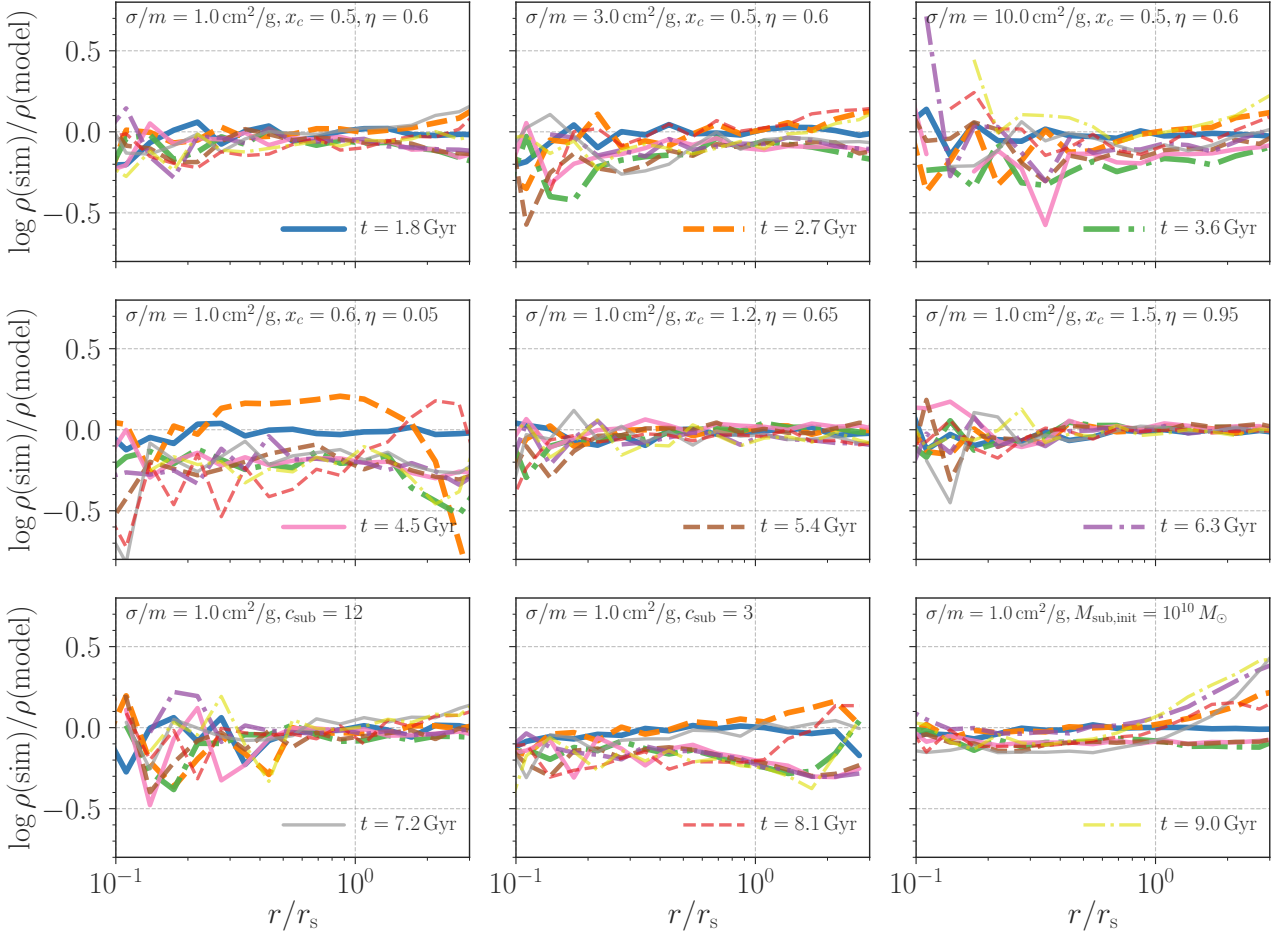 σ/m = 1.0 cm²/g, x_c = 0.5, η = 0.6
σ/m = 3.0 cm²/g, x_c = 0.5, η = 0.6
σ/m = 10.0 cm²/g, x_c = 0.5, η = 0.6
log ρ(sim)/ρ(model)
0.5
0.0
−0.5
t = 1.8 Gyr
t = 2.7 Gyr
t = 3.6 Gyr
σ/m = 1.0 cm²/g, x_c = 0.6, η = 0.05
σ/m = 1.0 cm²/g, x_c = 1.2, η = 0.65
σ/m = 1.0 cm²/g, x_c = 1.5, η = 0.95
log ρ(sim)/ρ(model)
0.5
0.0
−0.5
t = 4.5 Gyr
t = 5.4 Gyr
t = 6.3 Gyr
σ/m = 1.0 cm²/g, c_sub = 12
σ/m = 1.0 cm²/g, c_sub = 3
σ/m = 1.0 cm²/g, M_sub,init = 10¹⁰ M_⊙
log ρ(sim)/ρ(model)
0.5
0.0
−0.5
t = 7.2 Gyr
t = 8.1 Gyr
t = 9.0 Gyr
10⁻¹ 10⁰ 10⁻¹ 10⁰ 10⁻¹ 10⁰
r/r_s r/r_s r/r_s